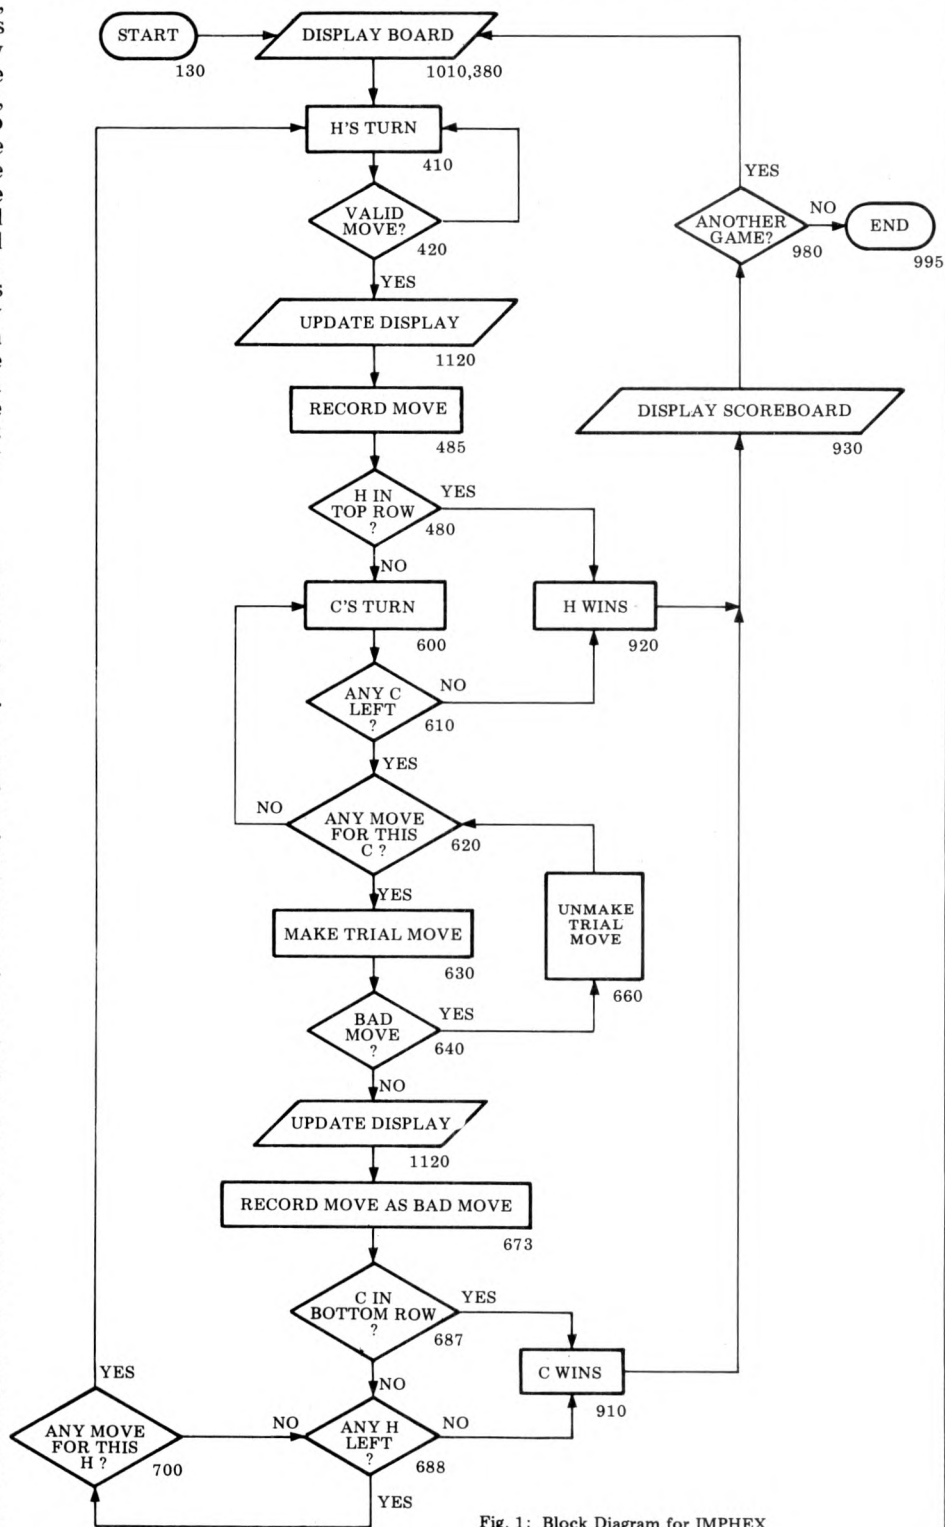 START
130
DISPLAY BOARD
1010,380
H'S TURN
410
VALID
MOVE?
420
YES
UPDATE DISPLAY
1120
RECORD MOVE
485
H IN
TOP ROW
?
480
YES
NO
C'S TURN
600
H WINS
920
ANY C
LEFT
?
610
NO
YES
ANY MOVE
FOR THIS
C ?
620
NO
YES
MAKE TRIAL MOVE
630
UNMAKE
TRIAL
MOVE
660
BAD
MOVE
?
640
YES
NO
UPDATE DISPLAY
1120
RECORD MOVE AS BAD MOVE
673
C IN
BOTTOM ROW
?
687
YES
NO
C WINS
910
ANY H
LEFT
?
688
NO
YES
ANY MOVE
FOR THIS
H ?
700
YES
NO
DISPLAY SCOREBOARD
930
ANOTHER
GAME?
980
YES
NO
END
995
Fig. 1: Block Diagram for IMPHEX